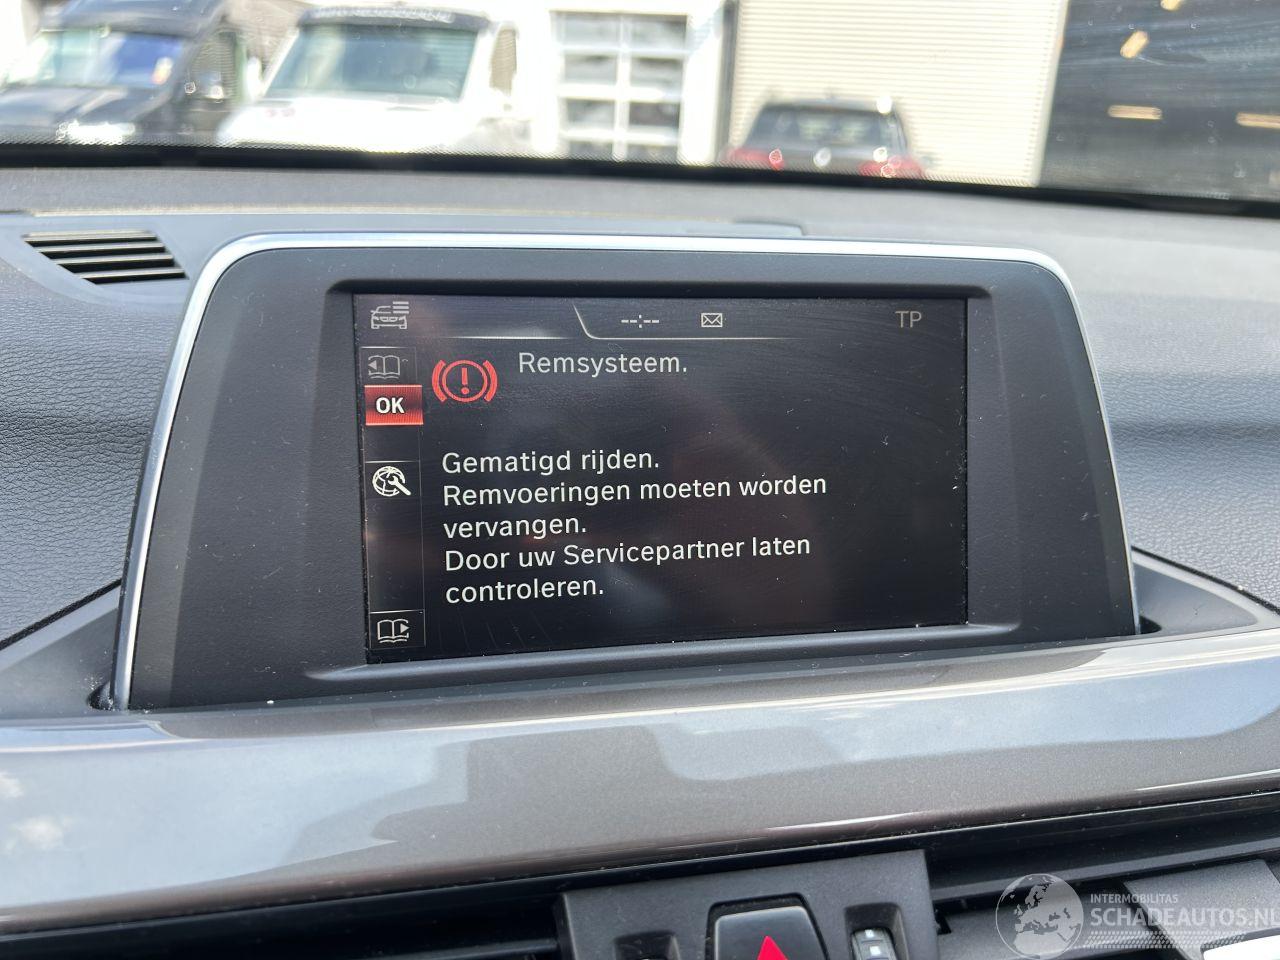 --:--
TP
Remsysteem.
OK
Gematigd rijden.
Remvoeringen moeten worden
vervangen.
Door uw Servicepartner laten
controleren.
INTERMOBILITAS
SCHADEAUTOS.NL